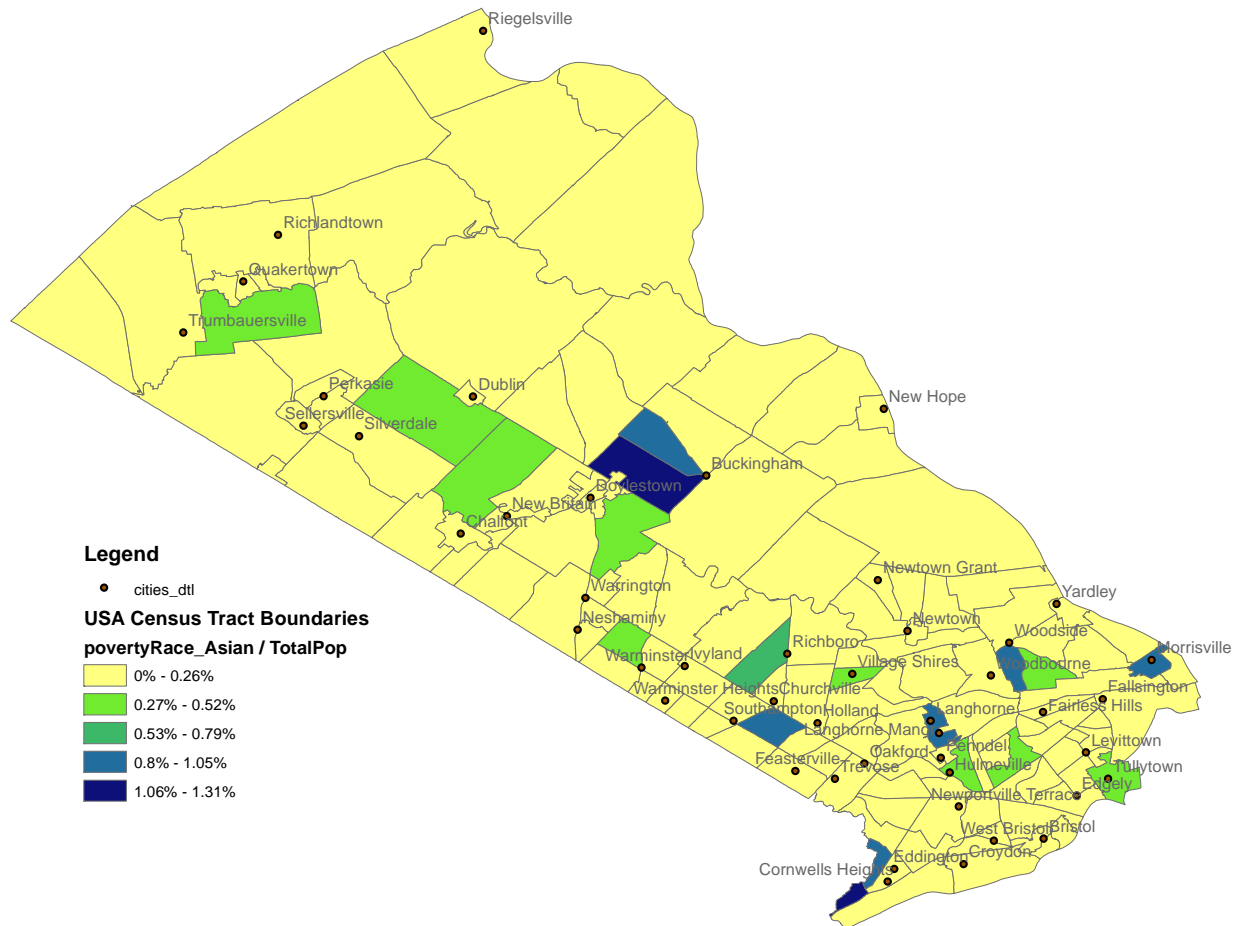 Riegelsville
Richlandtown
Quakertown
Trumbauersville
Perkasie
Dublin
New Hope
Sellersville
Silverdale
Buckingham
Doylestown
New Britain
Chalfont
Legend
cities_dtl
USA Census Tract Boundaries
povertyRace_Asian / TotalPop
0% - 0.26%
0.27% - 0.52%
0.53% - 0.79%
0.8% - 1.05%
1.06% - 1.31%
Newtown Grant
Warrington
Yardley
Neshaminy
Newtown
Woodside
Richboro
Morrisville
Warminster
Ivyland
Village Shires
Woodbourne
Warminster Heights
Churchville
Fallsington
Southampton
Holland
Langhorne
Fairless Hills
Langhorne Mano
Penndel
Levittown
Feasterville
Trevose
Oakford
Hulmeville
Tullytown
Newportville Terrace
Edgely
West Bristol
Bristol
Cornwells Heights
Eddington
Croydon